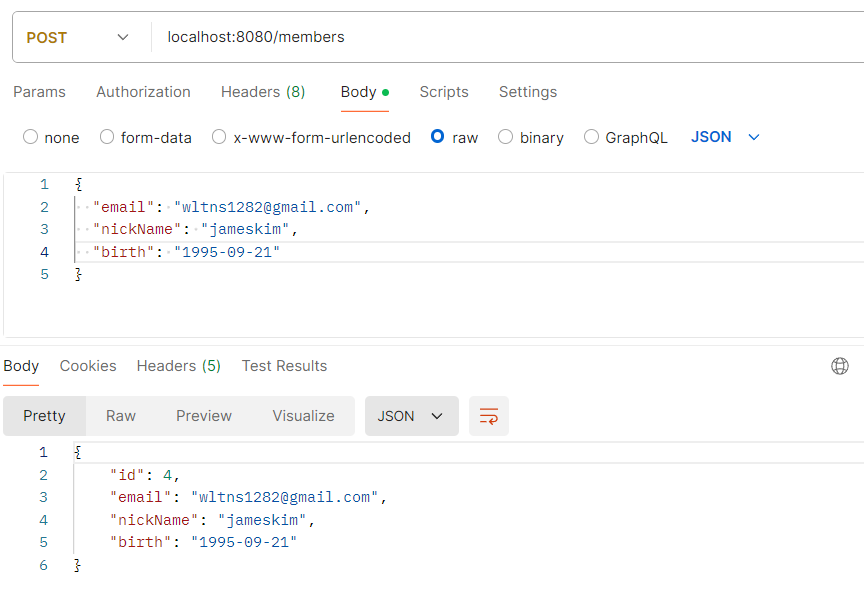 POST localhost:8080/members
Params Authorization Headers (8) Body Scripts Settings
none form-data x-www-form-urlencoded raw binary GraphQL JSON
1 {
2 "email": "wltns1282@gmail.com",
3 "nickName": "jameskim",
4 "birth": "1995-09-21"
5 }
Body Cookies Headers (5) Test Results
Pretty Raw Preview Visualize JSON
1 {
2 "id": 4,
3 "email": "wltns1282@gmail.com",
4 "nickName": "jameskim",
5 "birth": "1995-09-21"
6 }